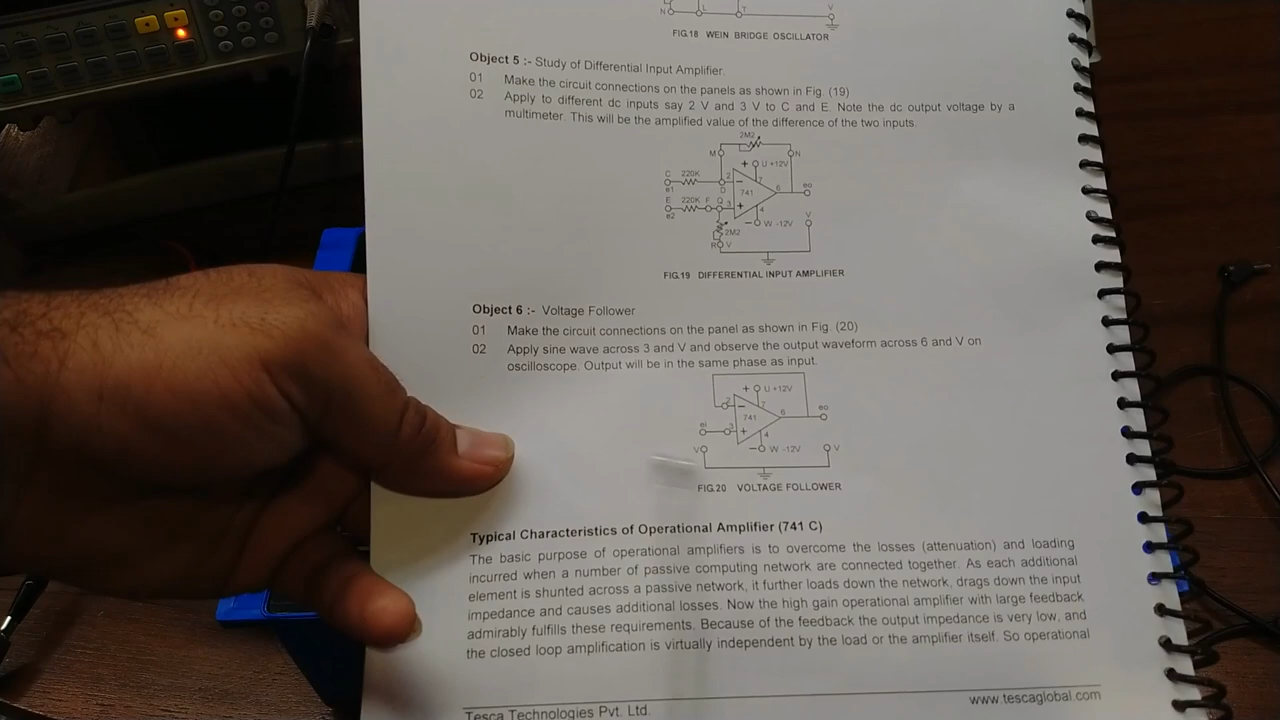 N L T V
FIG.18 WEIN BRIDGE OSCILLATOR
Object 5 :- Study of Differential Input Amplifier.
01 Make the circuit connections on the panels as shown in Fig. (19)
02 Apply to different dc inputs say 2 V and 3 V to C and E. Note the dc output voltage by a
multimeter. This will be the amplified value of the difference of the two inputs.
2M2
M N
+ U +12V
C 220K 2 − 7
e1 D 741 6 eo
E 220K F Q 3 +
e2 4 V
− W -12V
2M2
R V
FIG.19 DIFFERENTIAL INPUT AMPLIFIER
Object 6 :- Voltage Follower
01 Make the circuit connections on the panel as shown in Fig. (20)
02 Apply sine wave across 3 and V and observe the output waveform across 6 and V on
oscilloscope. Output will be in the same phase as input.
+ U +12V
2 − 7
741 6 eo
ei 3 +
4
V − W -12V V
FIG.20 VOLTAGE FOLLOWER
Typical Characteristics of Operational Amplifier (741 C)
The basic purpose of operational amplifiers is to overcome the losses (attenuation) and loading
incurred when a number of passive computing network are connected together. As each additional
element is shunted across a passive network, it further loads down the network, drags down the input
impedance and causes additional losses. Now the high gain operational amplifier with large feedback
admirably fulfills these requirements. Because of the feedback the output impedance is very low, and
the closed loop amplification is virtually independent by the load or the amplifier itself. So operational
Tesca Technologies Pvt. Ltd. www.tescaglobal.com